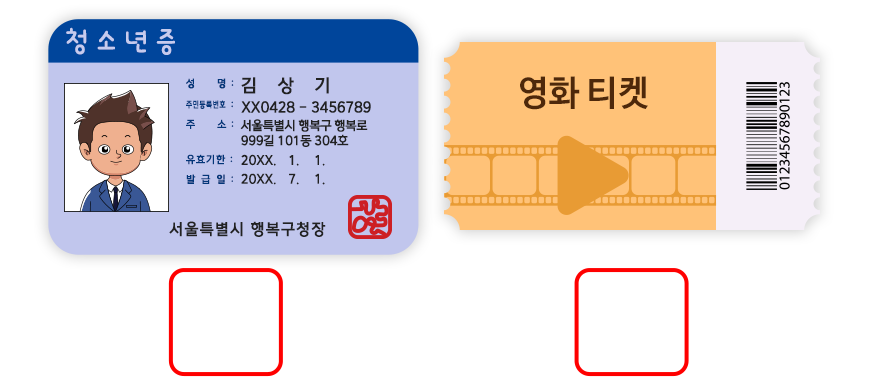 청소년증
성 명 : 김 상 기
주민등록번호 : XX0428 - 3456789
주 소 : 서울특별시 행복구 행복로
999길 101동 304호
유효기한 : 20XX. 1. 1.
발 급 일 : 20XX. 7. 1.
서울특별시 행복구청장
영화 티켓
01234567890123